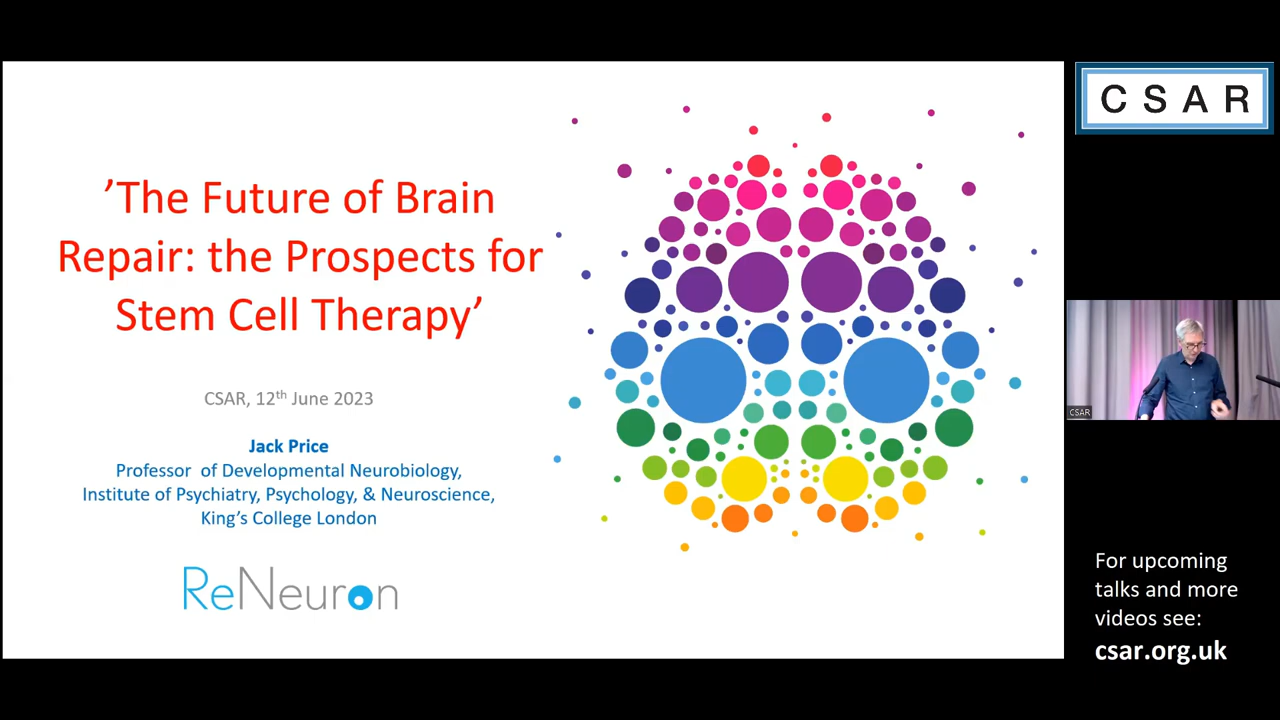 ’The Future of Brain
Repair: the Prospects for
Stem Cell Therapy’
CSAR, 12th June 2023
Jack Price
Professor of Developmental Neurobiology,
Institute of Psychiatry, Psychology, & Neuroscience,
King’s College London
ReNeuron
CSAR
CSAR
For upcoming
talks and more
videos see:
csar.org.uk